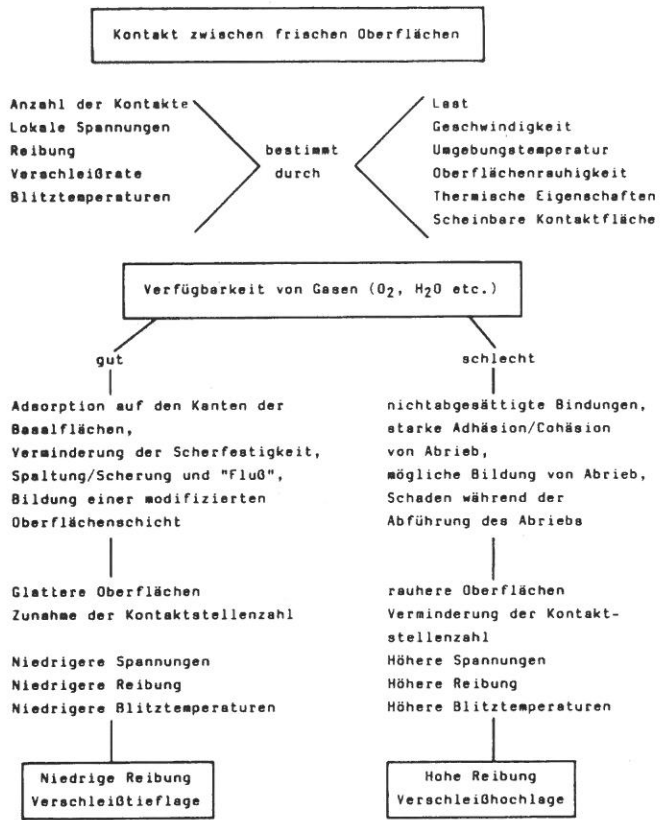 Kontakt zwischen frischen Oberflächen
Anzahl der Kontakte
Lokale Spannungen
Reibung
Verschleißrate
Blitztemperaturen
bestimmt
durch
Last
Geschwindigkeit
Umgebungstemperatur
Oberflächenrauhigkeit
Thermische Eigenschaften
Scheinbare Kontaktfläche
Verfügbarkeit von Gasen (O₂, H₂O etc.)
gut
Adsorption auf den Kanten der
Basalflächen,
Verminderung der Scherfestigkeit,
Spaltung/Scherung und "Fluß",
Bildung einer modifizierten
Oberflächenschicht
Glattere Oberflächen
Zunahme der Kontaktstellenzahl
Niedrigere Spannungen
Niedrigere Reibung
Niedrigere Blitztemperaturen
Niedrige Reibung
Verschleißtieflage
schlecht
nichtabgesättigte Bindungen,
starke Adhäsion/Cohäsion
von Abrieb,
mögliche Bildung von Abrieb,
Schaden während der
Abführung des Abriebs
rauhere Oberflächen
Verminderung der Kontakt-
stellenzahl
Höhere Spannungen
Höhere Reibung
Höhere Blitztemperaturen
Hohe Reibung
Verschleißhochlage